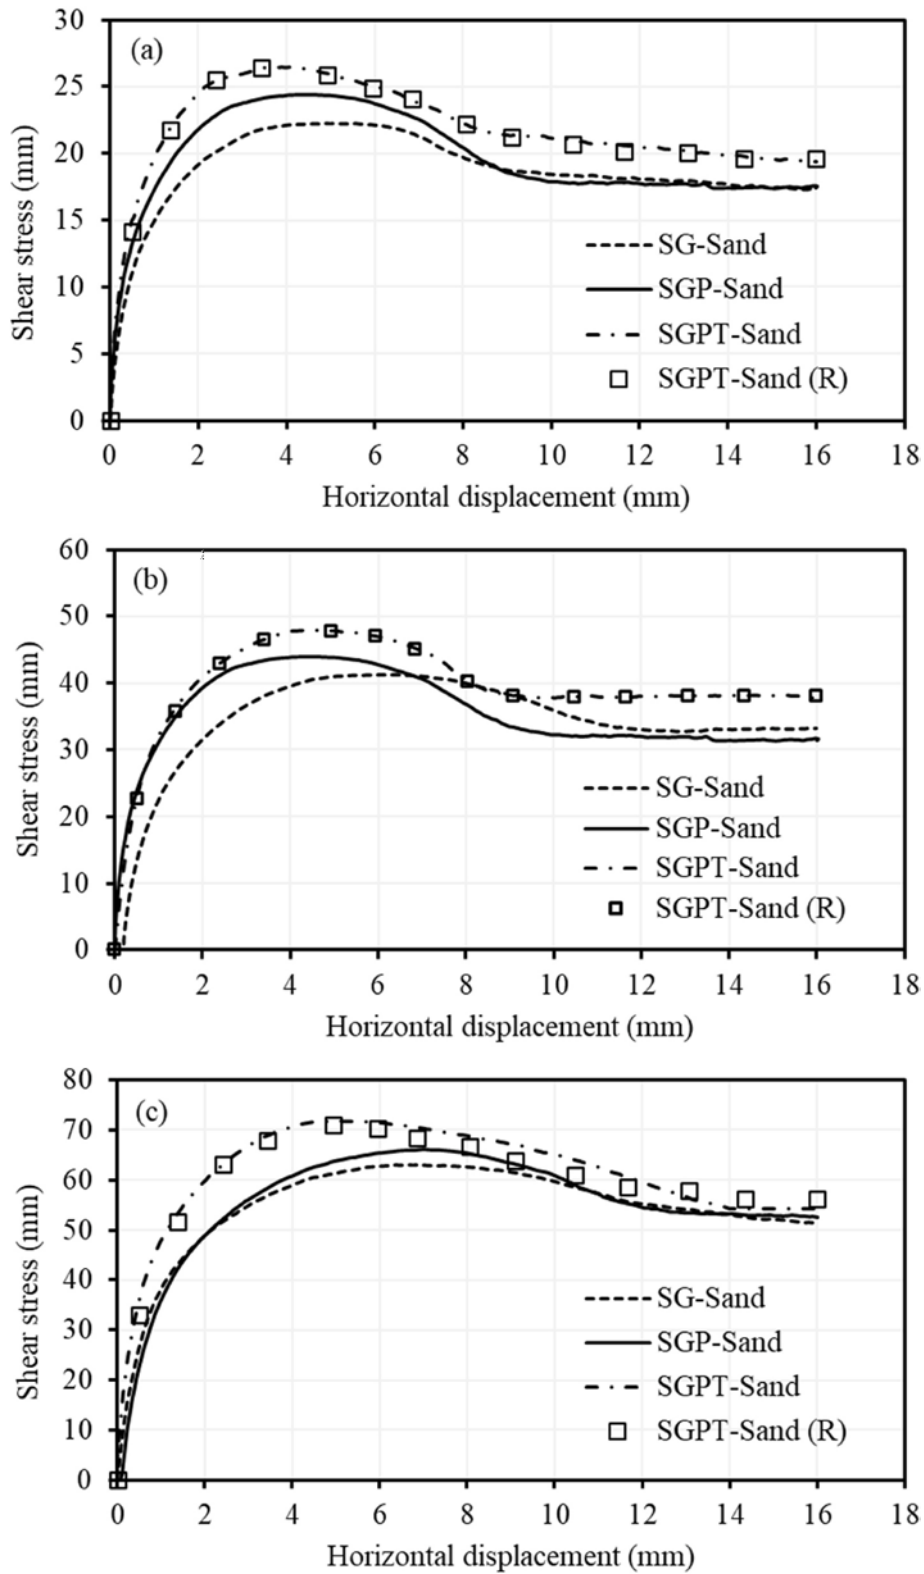 (a)
Shear stress (mm)
30
25
20
15
10
5
0
SG-Sand
SGP-Sand
SGPT-Sand
SGPT-Sand (R)
0 2 4 6 8 10 12 14 16 18
Horizontal displacement (mm)
(b)
Shear stress (mm)
60
50
40
30
20
10
0
SG-Sand
SGP-Sand
SGPT-Sand
SGPT-Sand (R)
0 2 4 6 8 10 12 14 16 18
Horizontal displacement (mm)
(c)
Shear stress (mm)
80
70
60
50
40
30
20
10
0
SG-Sand
SGP-Sand
SGPT-Sand
SGPT-Sand (R)
0 2 4 6 8 10 12 14 16 18
Horizontal displacement (mm)